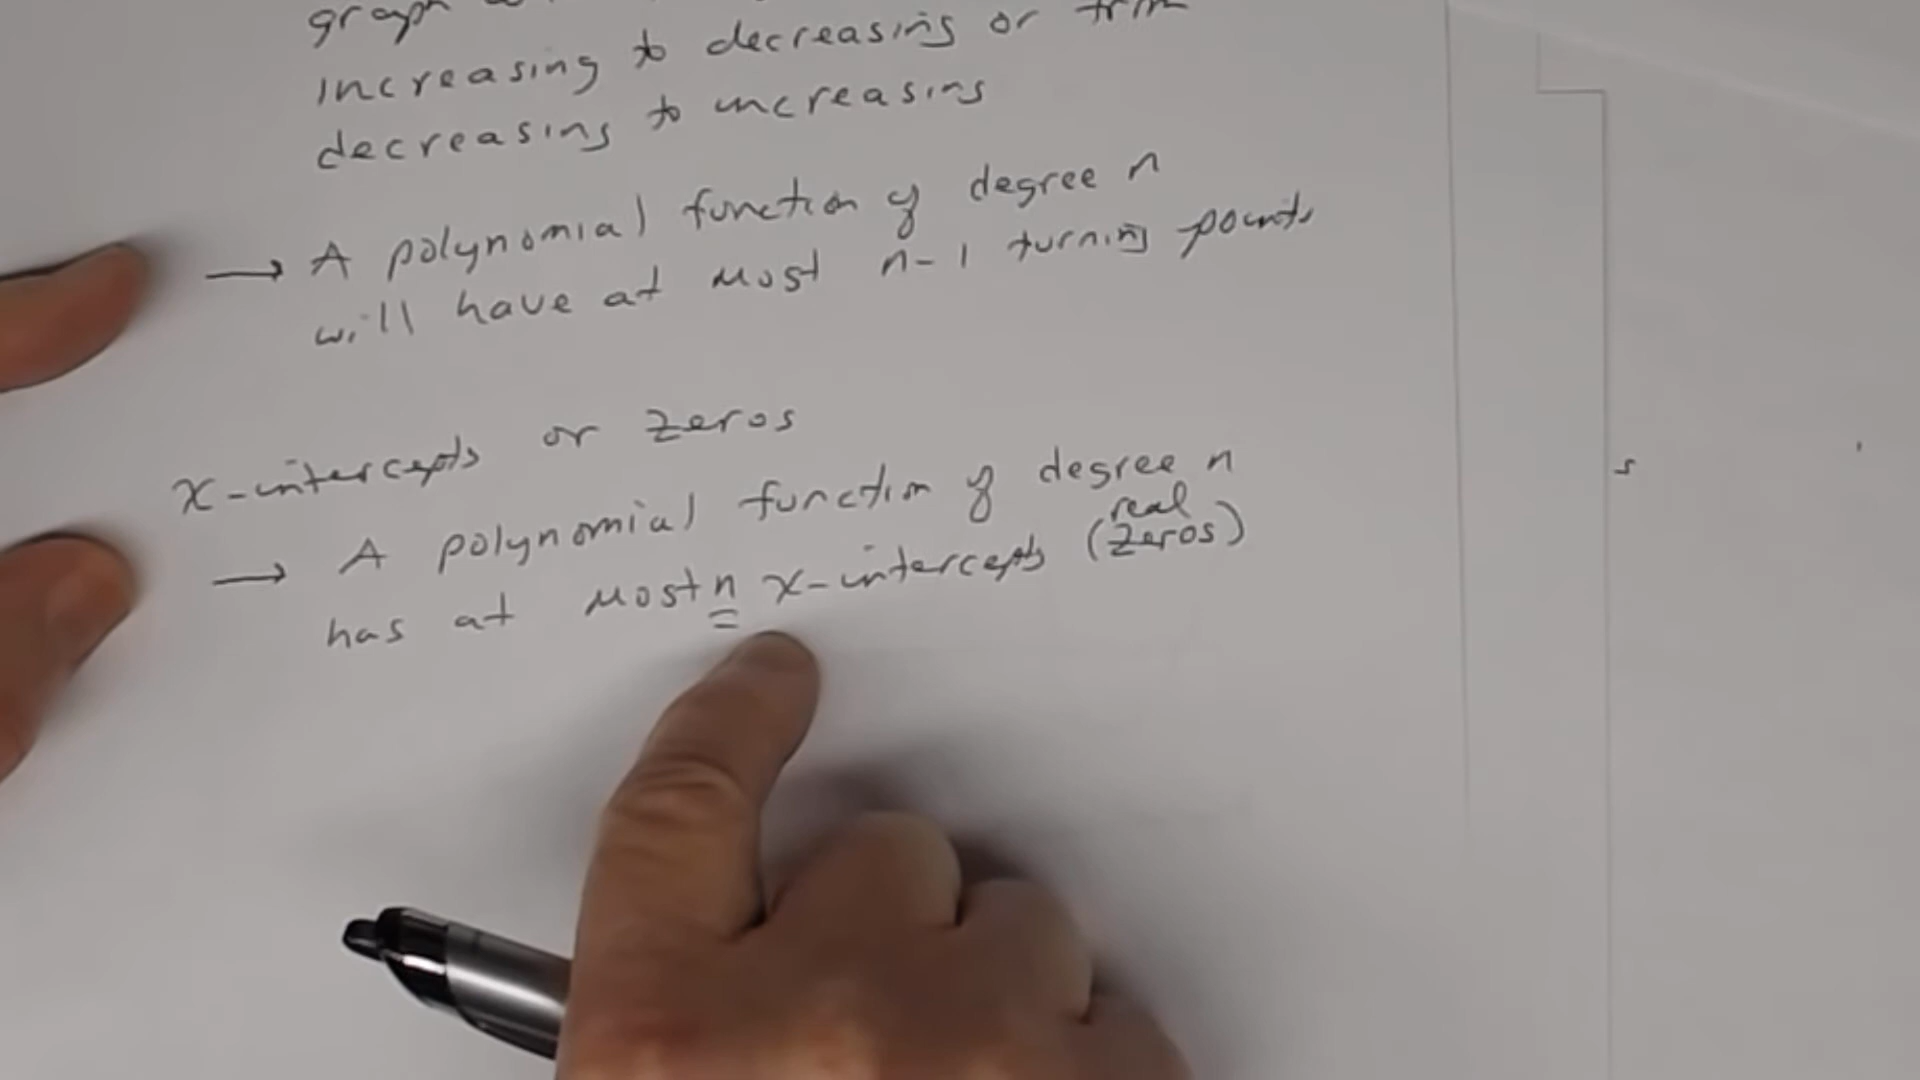 graph
increasing to decreasing or from
decreasing to increasing
→ A polynomial function of degree n
will have at most n-1 turning points
x-intercepts or zeros
→ A polynomial function of degree n
real
has at most n x-intercepts (zeros)
s